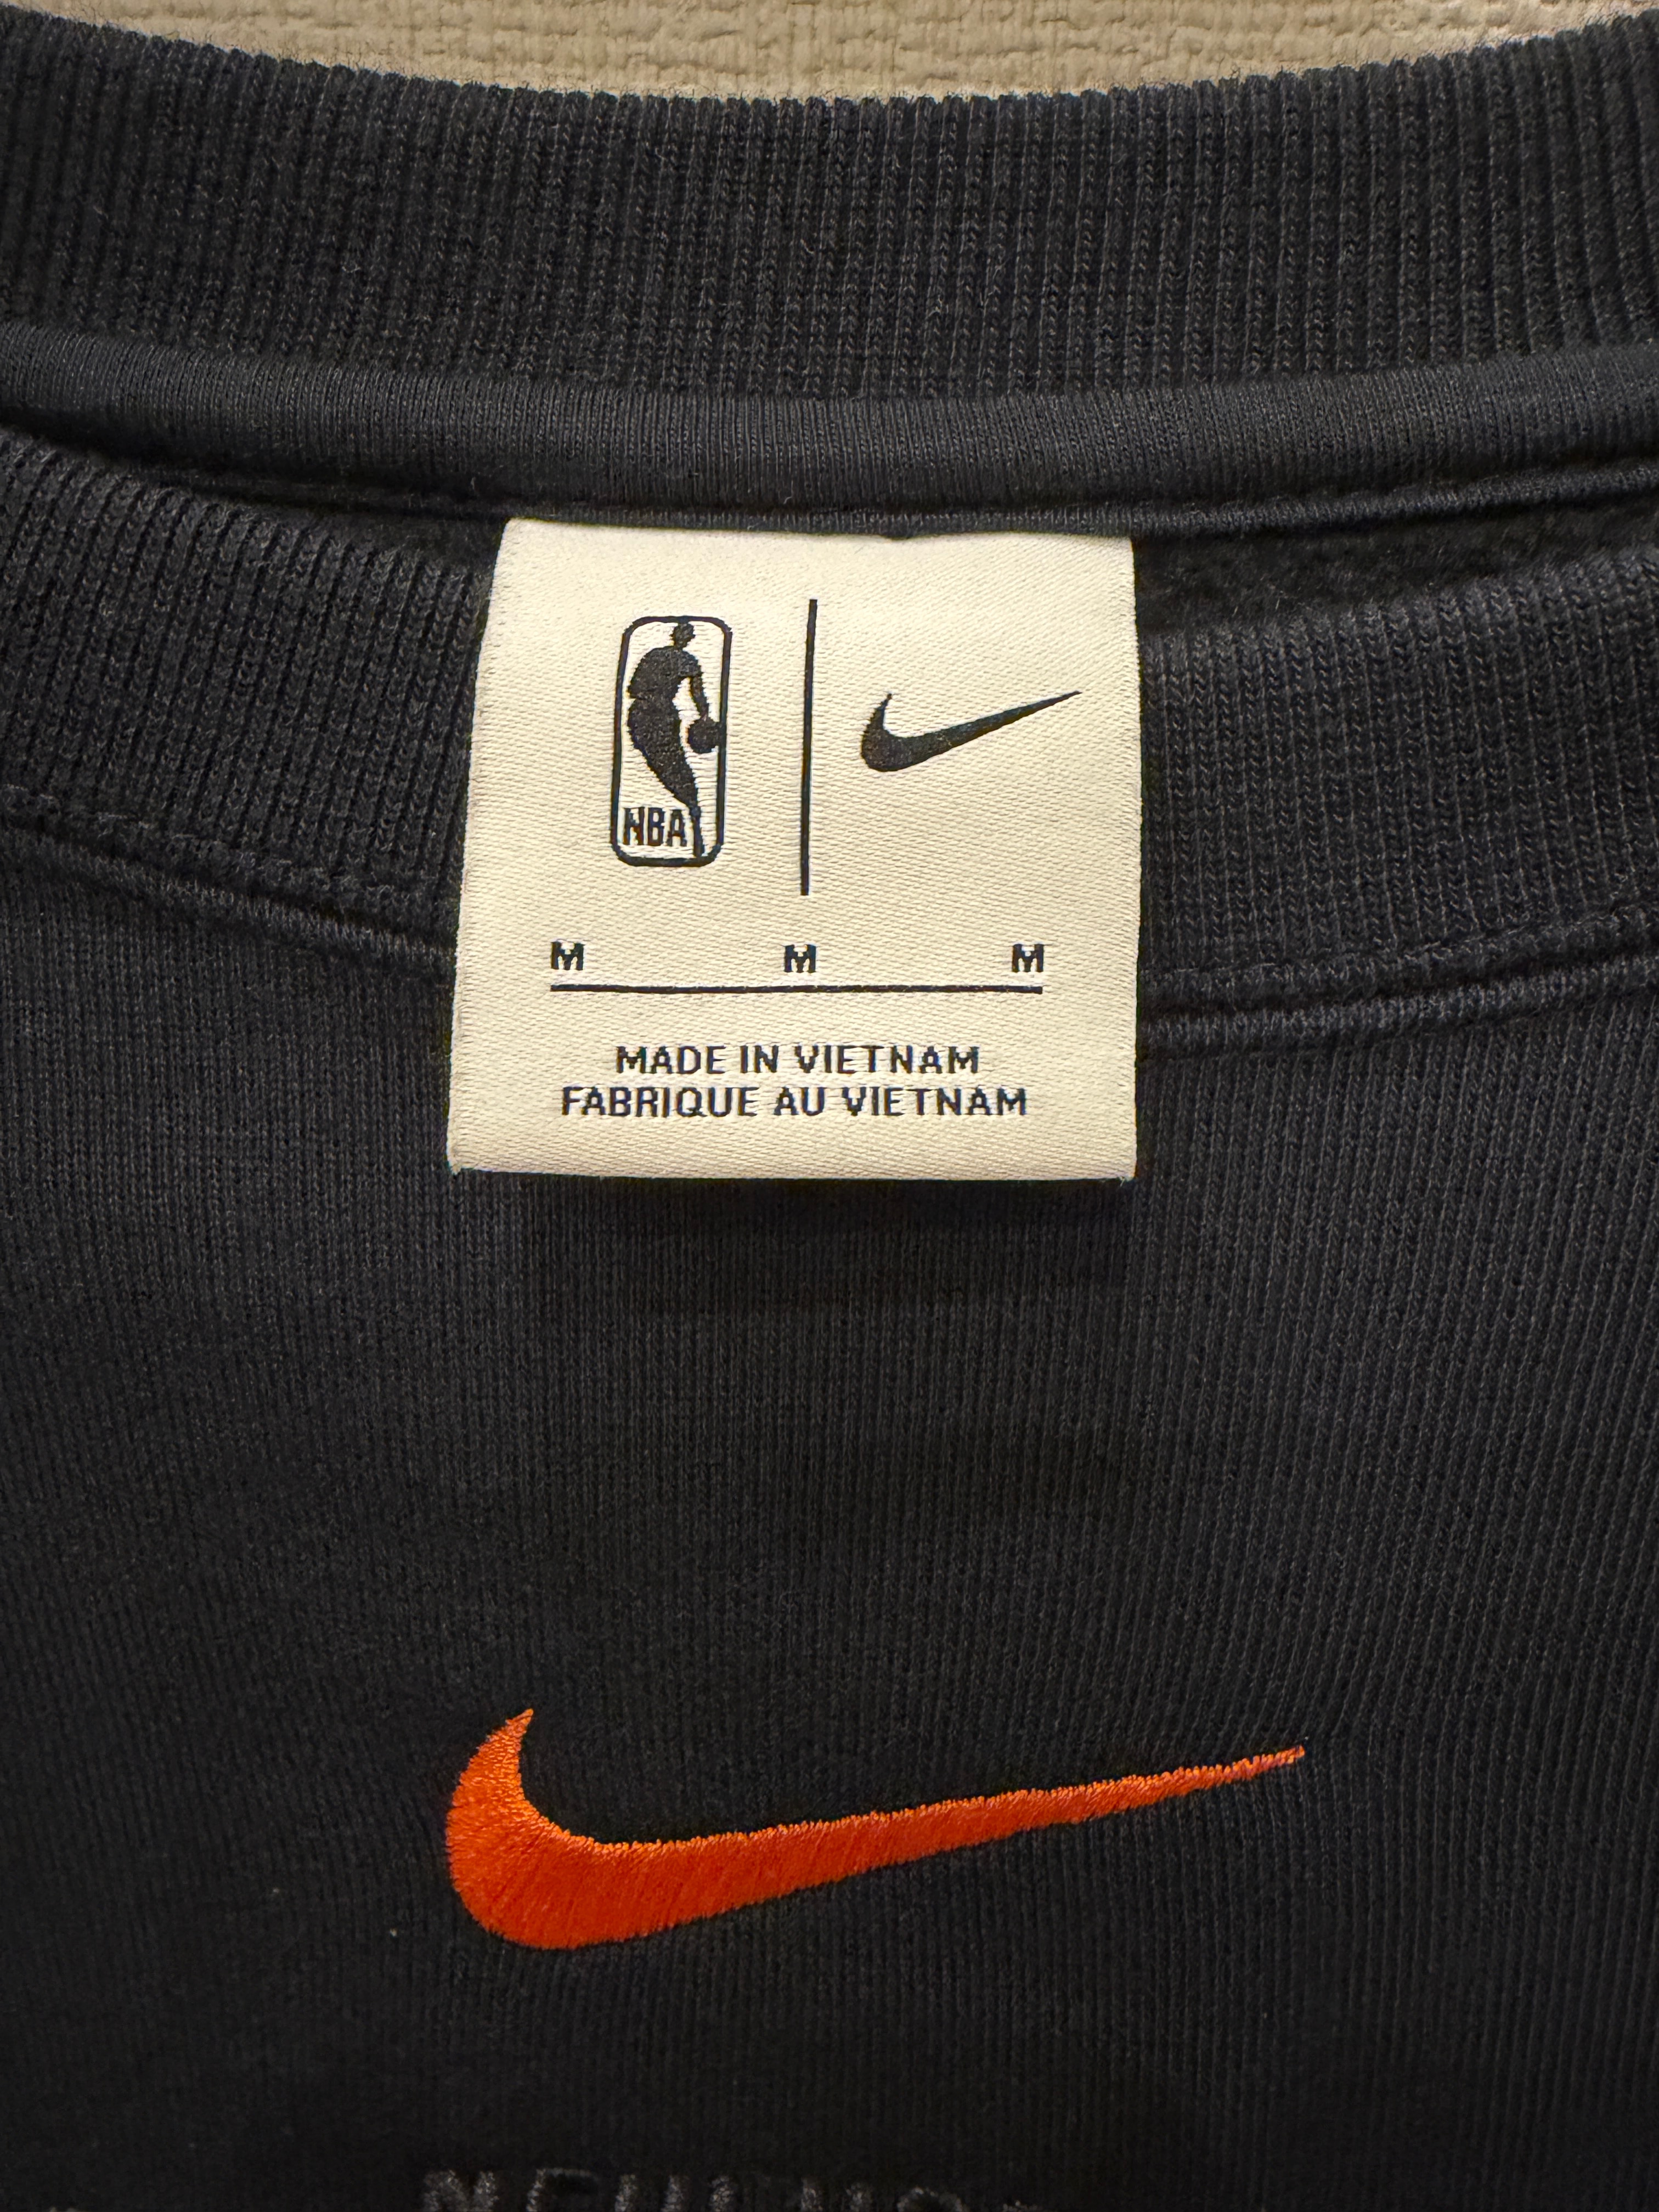 NBA
M M M
MADE IN VIETNAM
FABRIQUE AU VIETNAM